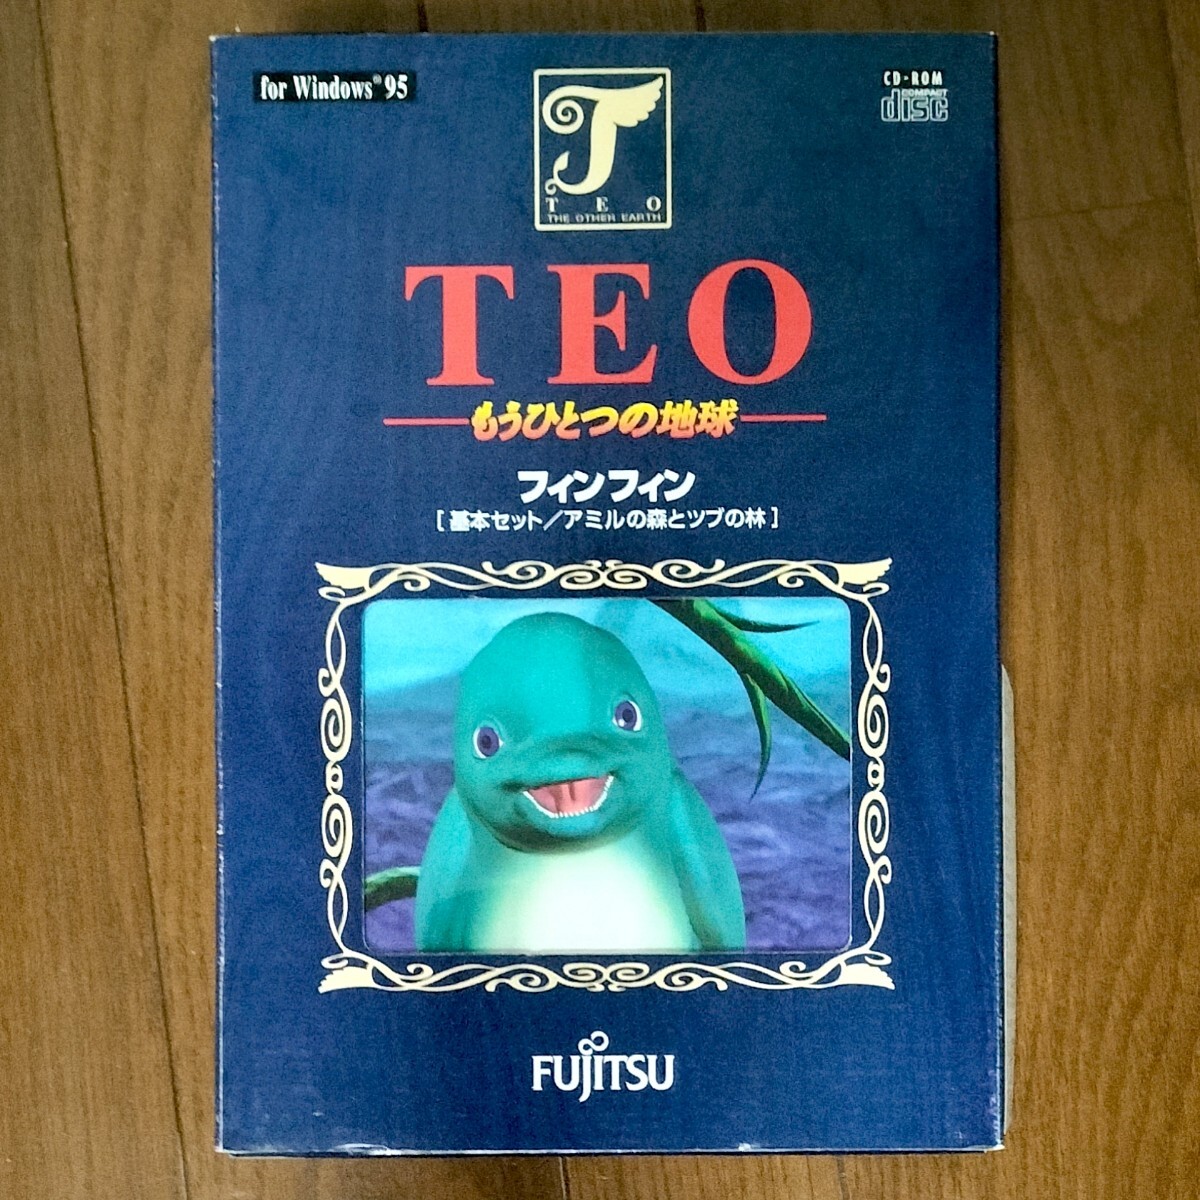 for Windows® 95
CD-ROM
COMPACT
disc
T
TEO
THE OTHER EARTH
TEO
もうひとつの地球
フィンフィン
[ 基本セット／アミルの森とツブの林 ]
FUJITSU